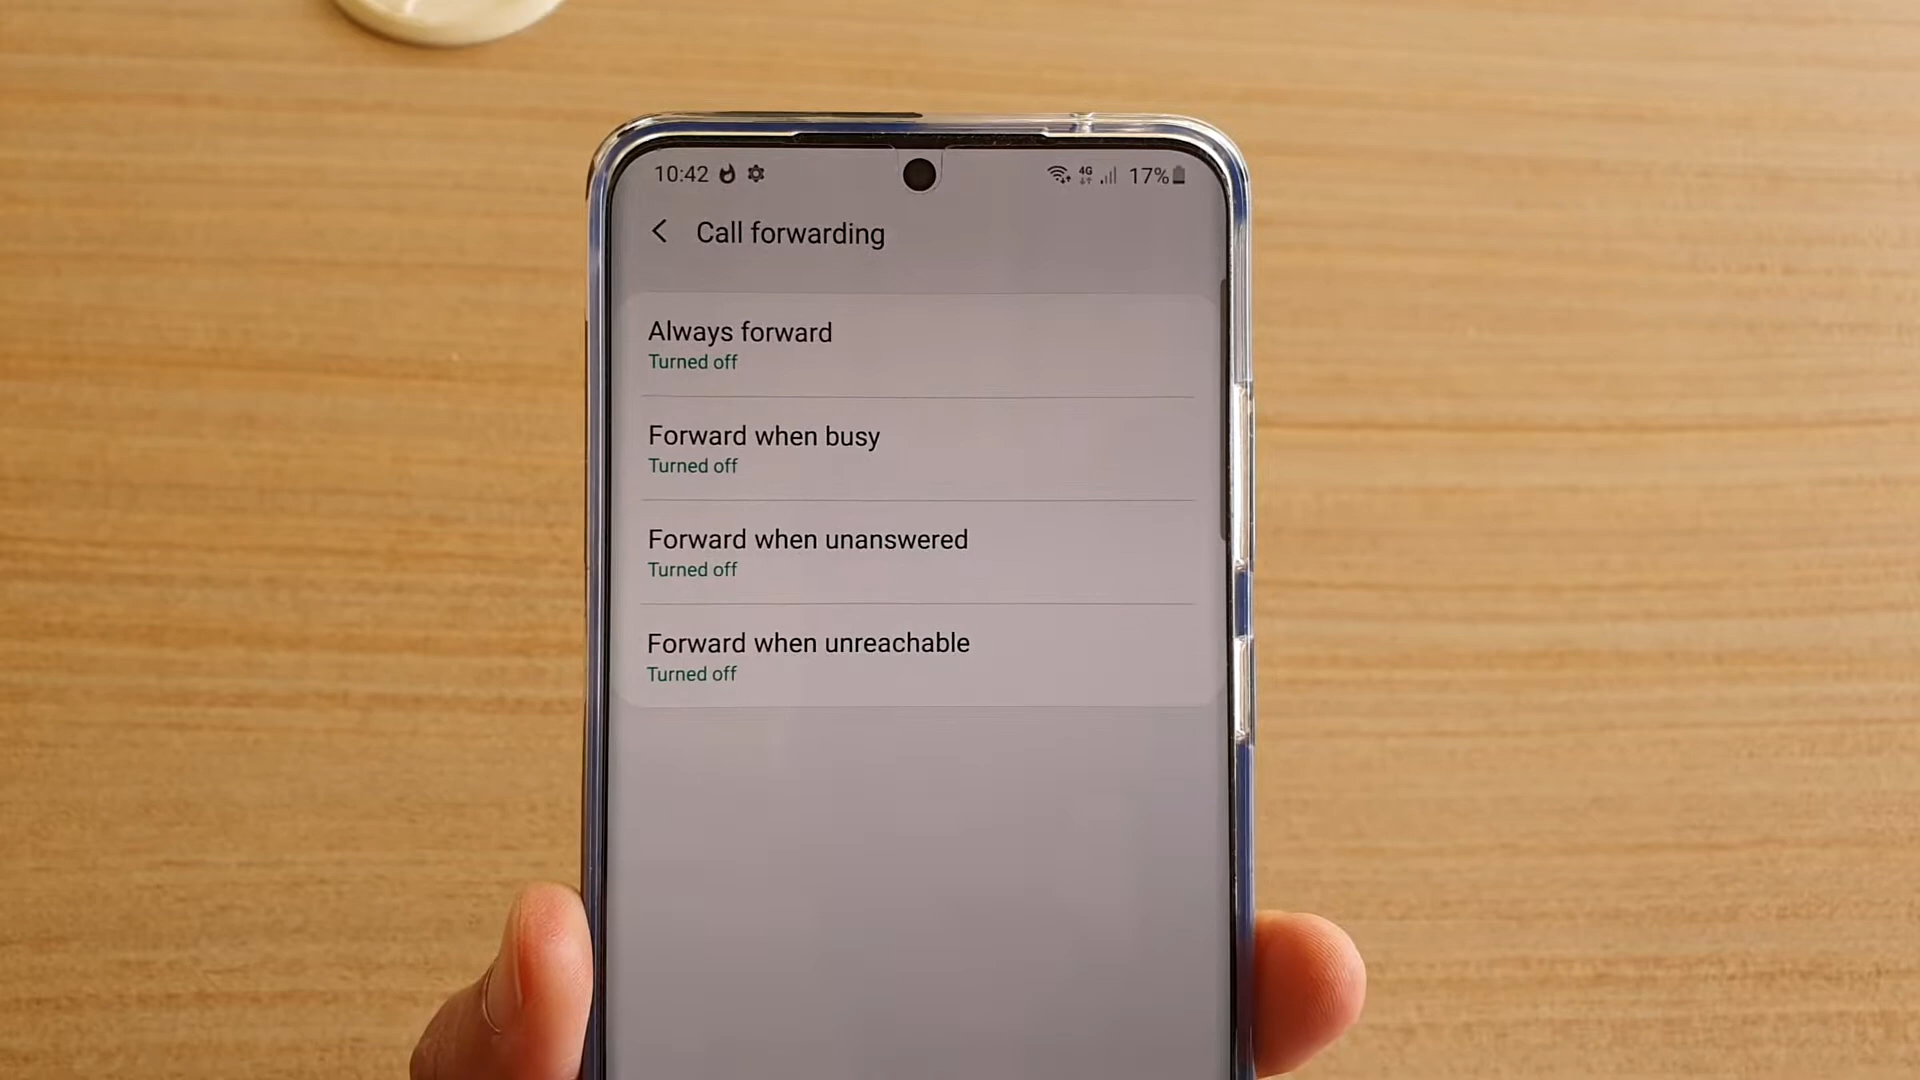 10:42 4G 17%
Call forwarding
Always forward
Turned off
Forward when busy
Turned off
Forward when unanswered
Turned off
Forward when unreachable
Turned off